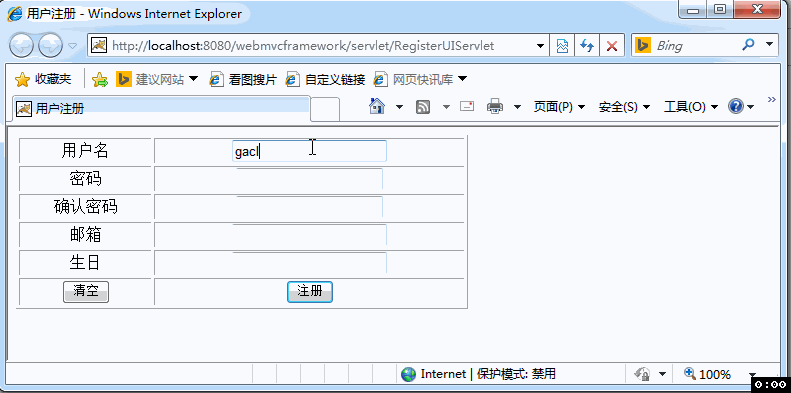 用户注册 - Windows Internet Explorer
http://localhost:8080/webmvcframework/servlet/RegisterUIServlet
Bing
收藏夹 建议网站 看图搜片 自定义链接 网页快讯库
用户注册
页面(P) 安全(S) 工具(O)
用户名 gacl
密码
确认密码
邮箱
生日
清空 注册
Internet | 保护模式: 禁用 100%
0:00